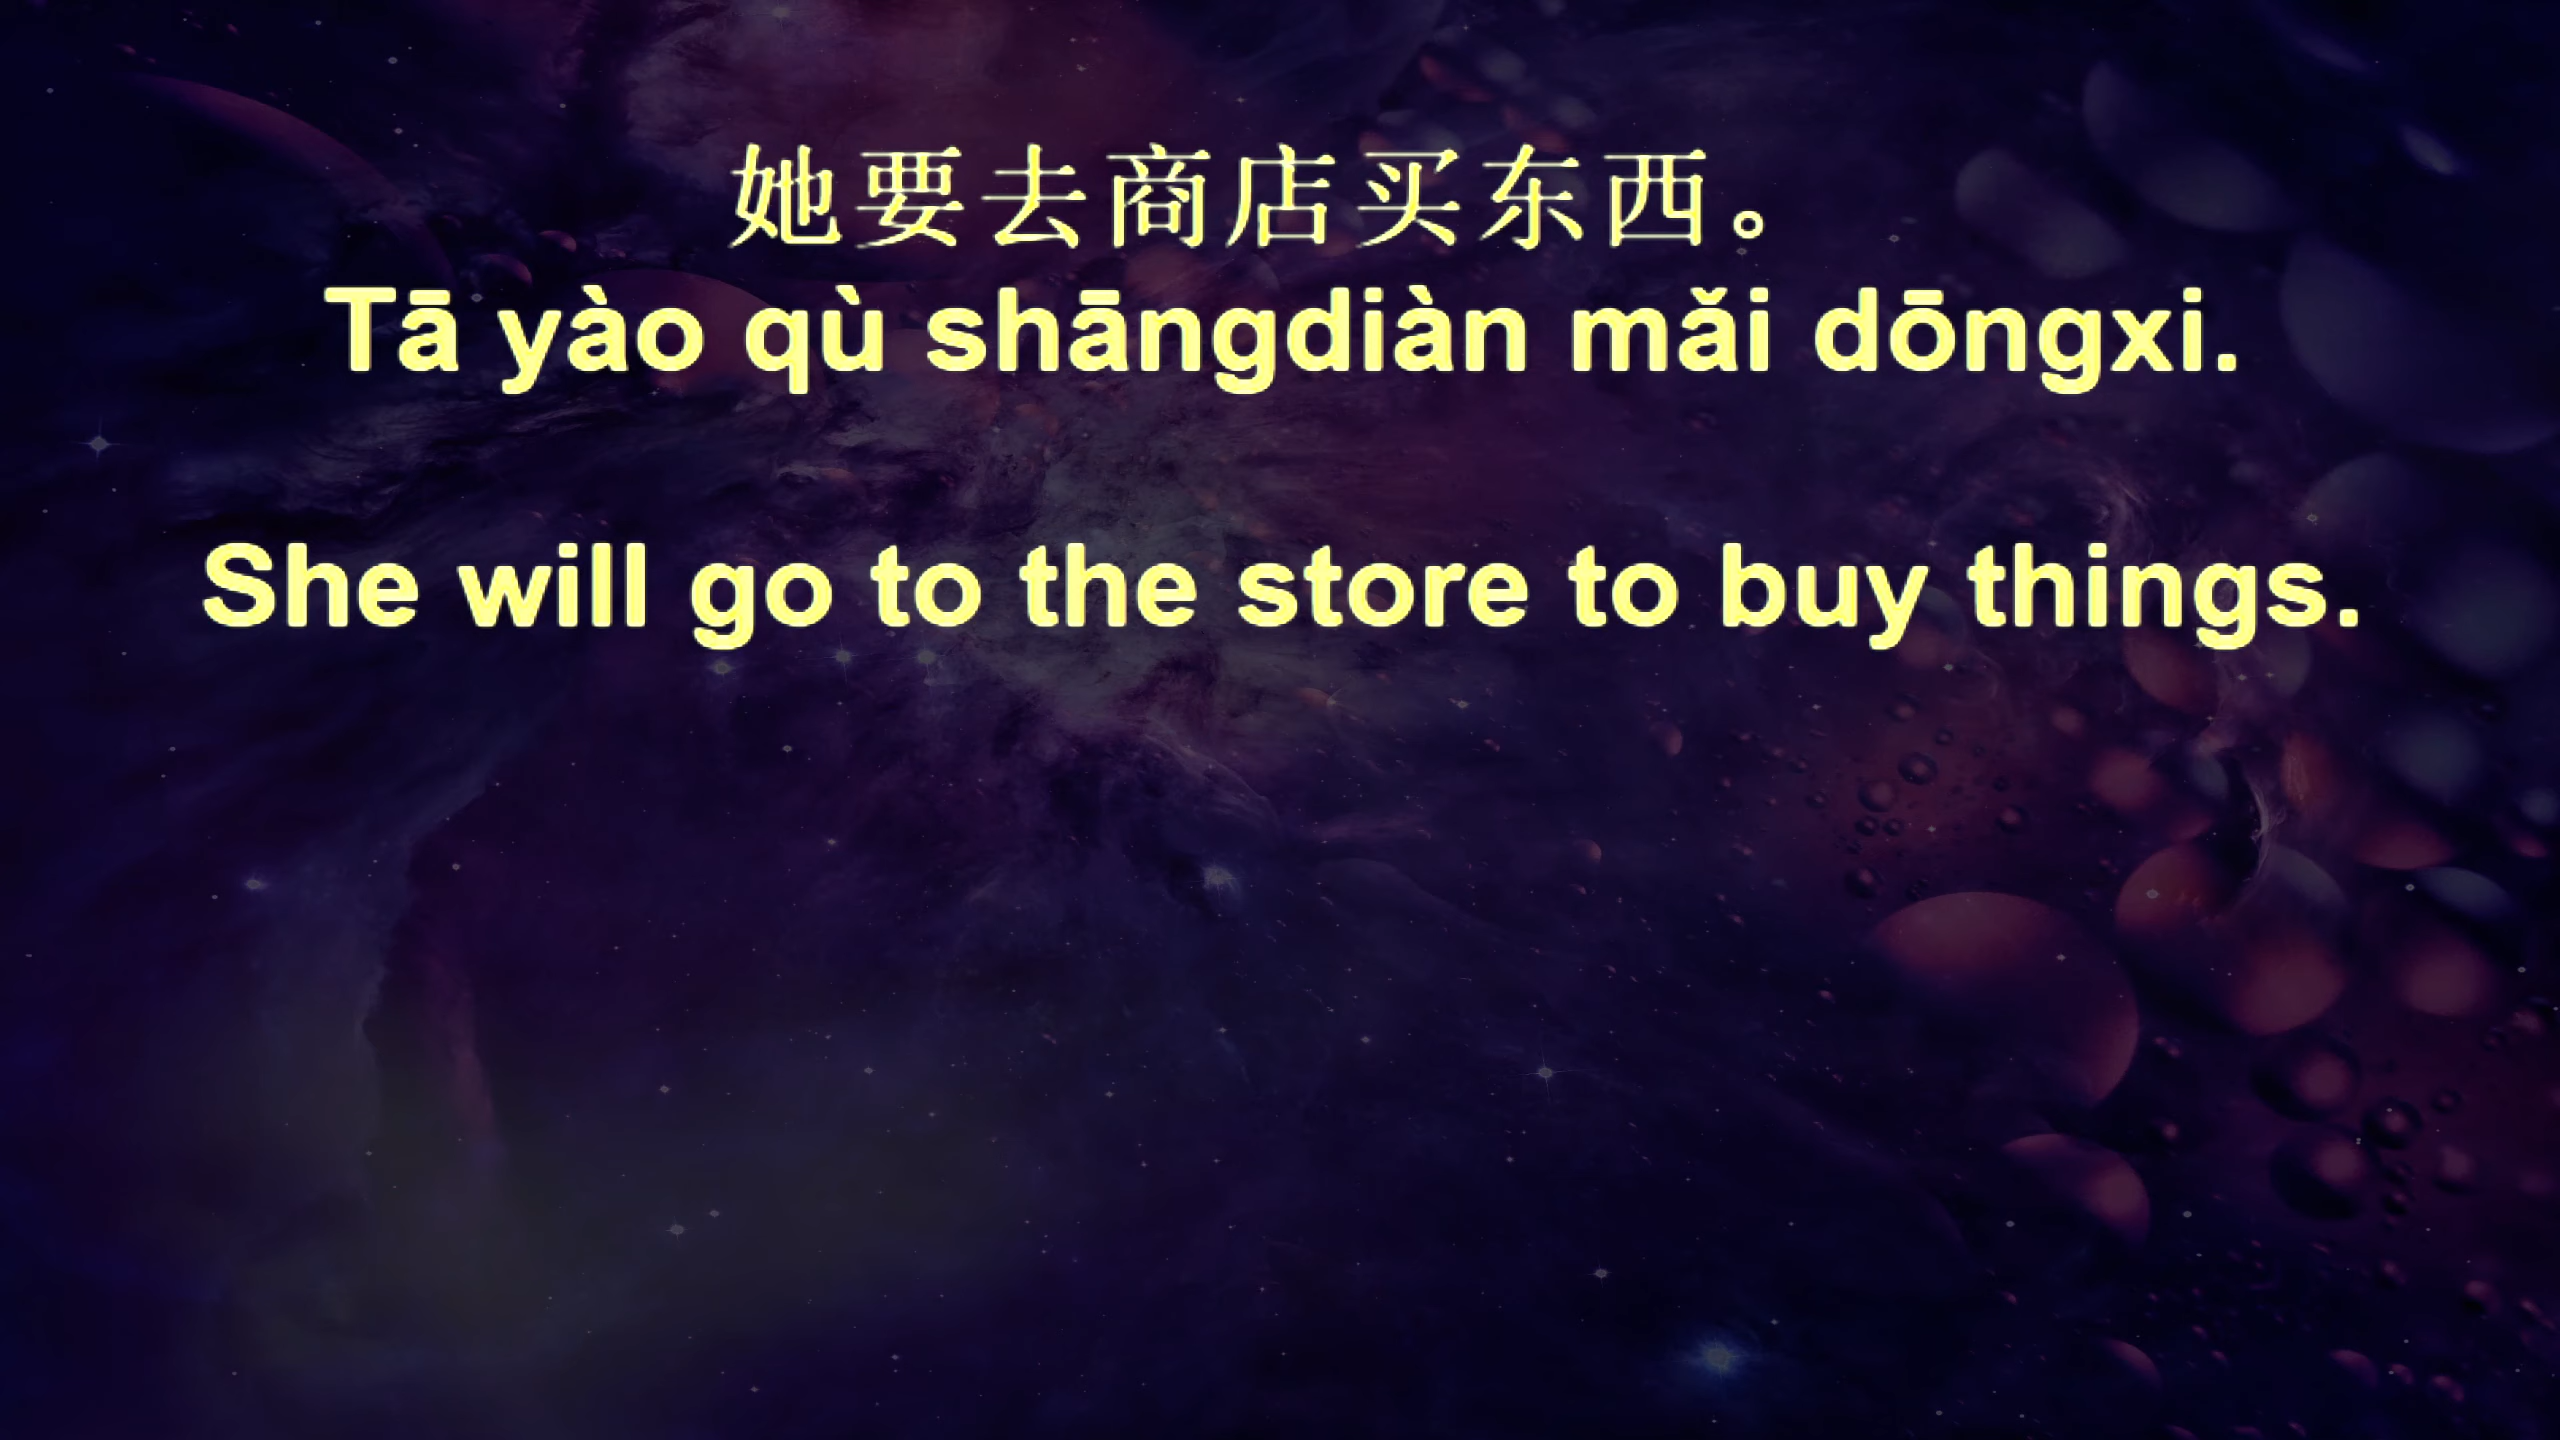 她要去商店买东西。
Tā yào qù shāngdiàn mǎi dōngxi.
She will go to the store to buy things.